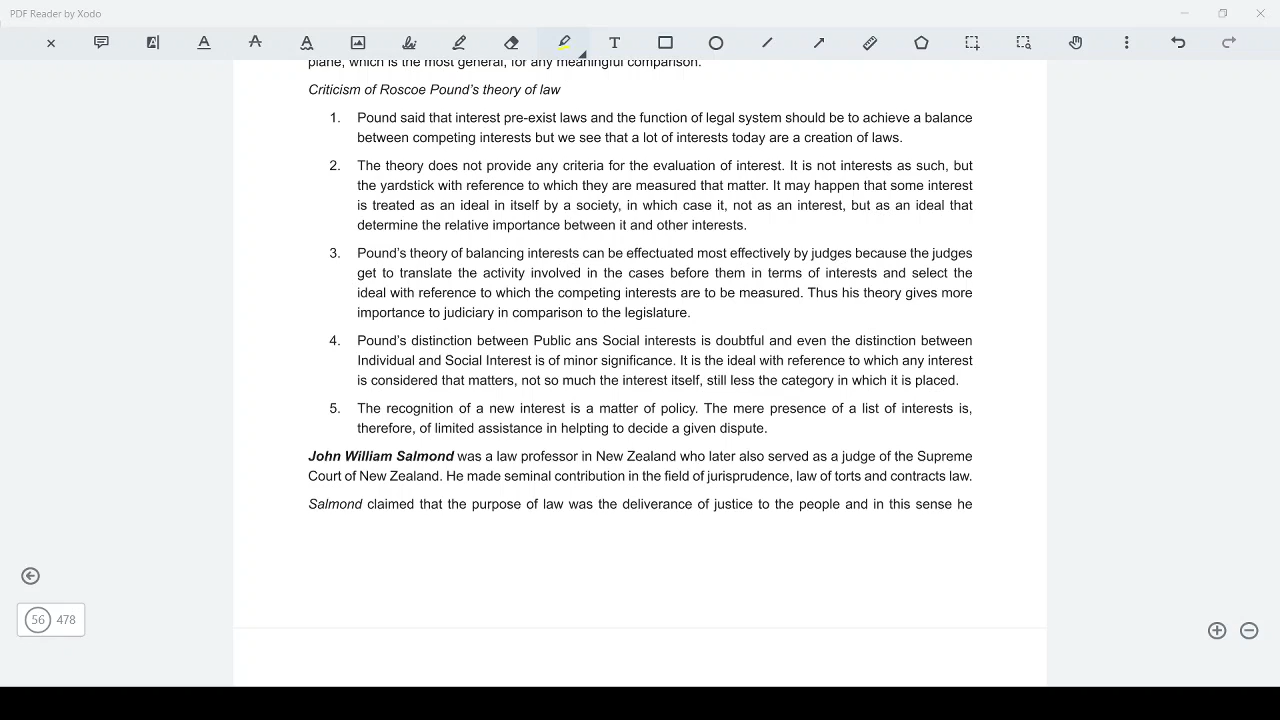 PDF Reader by Xodo
plane, which is the most general, for any meaningful comparison.
Criticism of Roscoe Pound's theory of law
1. Pound said that interest pre-exist laws and the function of legal system should be to achieve a balance
between competing interests but we see that a lot of interests today are a creation of laws.
2. The theory does not provide any criteria for the evaluation of interest. It is not interests as such, but
the yardstick with reference to which they are measured that matter. It may happen that some interest
is treated as an ideal in itself by a society, in which case it, not as an interest, but as an ideal that
determine the relative importance between it and other interests.
3. Pound's theory of balancing interests can be effectuated most effectively by judges because the judges
get to translate the activity involved in the cases before them in terms of interests and select the
ideal with reference to which the competing interests are to be measured. Thus his theory gives more
importance to judiciary in comparison to the legislature.
4. Pound's distinction between Public ans Social interests is doubtful and even the distinction between
Individual and Social Interest is of minor significance. It is the ideal with reference to which any interest
is considered that matters, not so much the interest itself, still less the category in which it is placed.
5. The recognition of a new interest is a matter of policy. The mere presence of a list of interests is,
therefore, of limited assistance in helpting to decide a given dispute.
John William Salmond was a law professor in New Zealand who later also served as a judge of the Supreme
Court of New Zealand. He made seminal contribution in the field of jurisprudence, law of torts and contracts law.
Salmond claimed that the purpose of law was the deliverance of justice to the people and in this sense he
56 478